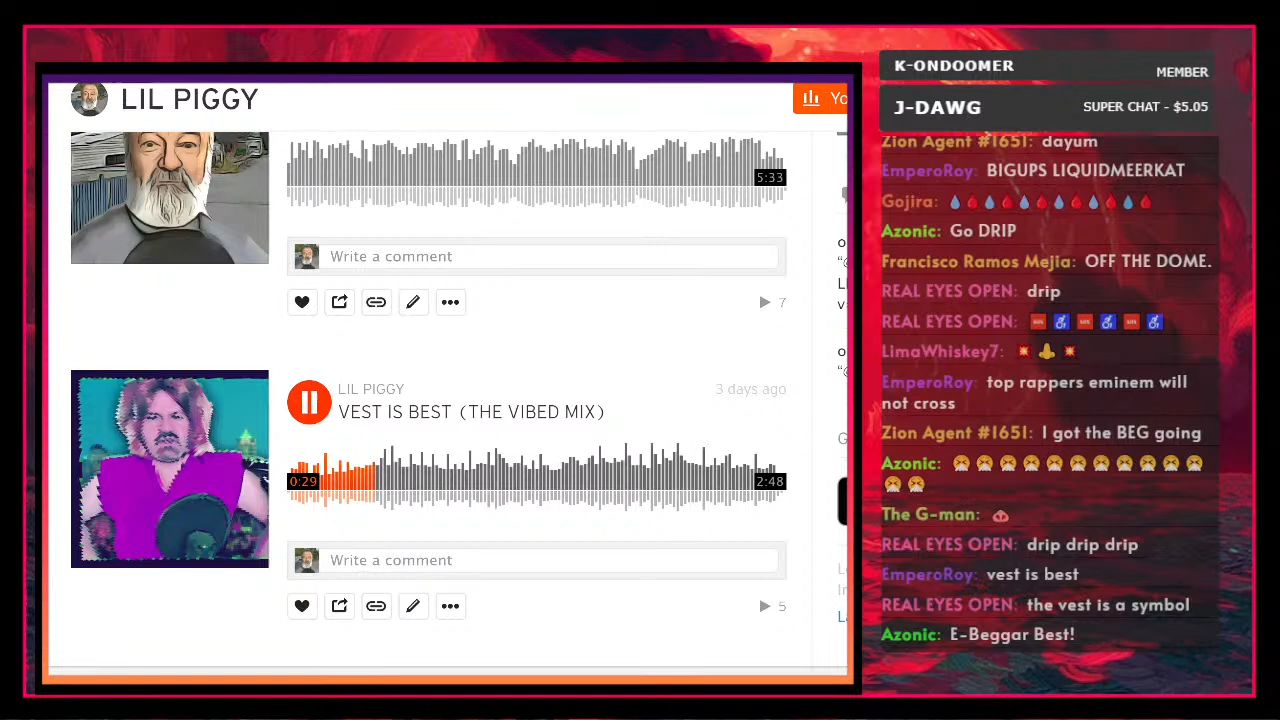 LIL PIGGY
Yo
5:33
Write a comment
7
LIL PIGGY
3 days ago
VEST IS BEST (THE VIBED MIX)
0:29
2:48
Write a comment
5
K-ONDOOMER
MEMBER
J-DAWG
SUPER CHAT - $5.05
Zion Agent #1651: dayum
EmperoRoy: BIGUPS LIQUIDMEERKAT
Gojira: 💧🩸💧🩸💧🩸💧🩸💧🩸💧🩸
Azonic: Go DRIP
Francisco Ramos Mejia: OFF THE DOME.
REAL EYES OPEN: drip
REAL EYES OPEN: 🆘♿🆘♿🆘♿
LimaWhiskey7: 💥👃💥
EmperoRoy: top rappers eminem will
not cross
Zion Agent #1651: I got the BEG going
Azonic: 😤😤😤😤😤😤😤😤😤😤😤
😤😤
The G-man: 🐽
REAL EYES OPEN: drip drip drip
EmperoRoy: vest is best
REAL EYES OPEN: the vest is a symbol
Azonic: E-Beggar Best!